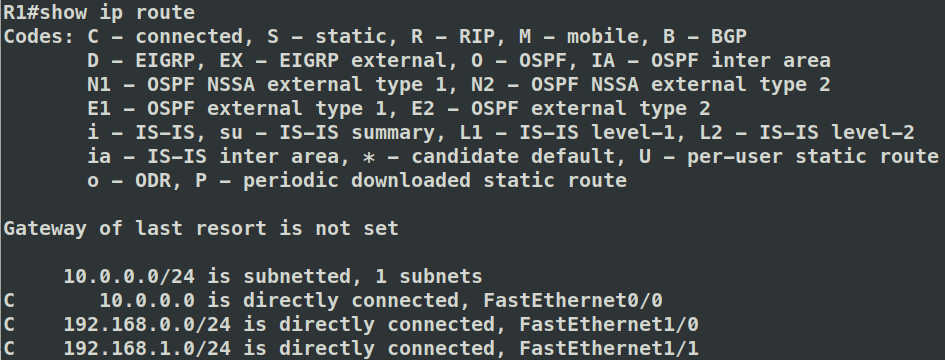 R1#show ip route
Codes: C – connected, S – static, R – RIP, M – mobile, B – BGP
       D – EIGRP, EX – EIGRP external, O – OSPF, IA – OSPF inter area
       N1 – OSPF NSSA external type 1, N2 – OSPF NSSA external type 2
       E1 – OSPF external type 1, E2 – OSPF external type 2
       i – IS–IS, su – IS–IS summary, L1 – IS–IS level–1, L2 – IS–IS level–2
       ia – IS–IS inter area, * – candidate default, U – per–user static route
       o – ODR, P – periodic downloaded static route

Gateway of last resort is not set

     10.0.0.0/24 is subnetted, 1 subnets
C       10.0.0.0 is directly connected, FastEthernet0/0
C    192.168.0.0/24 is directly connected, FastEthernet1/0
C    192.168.1.0/24 is directly connected, FastEthernet1/1